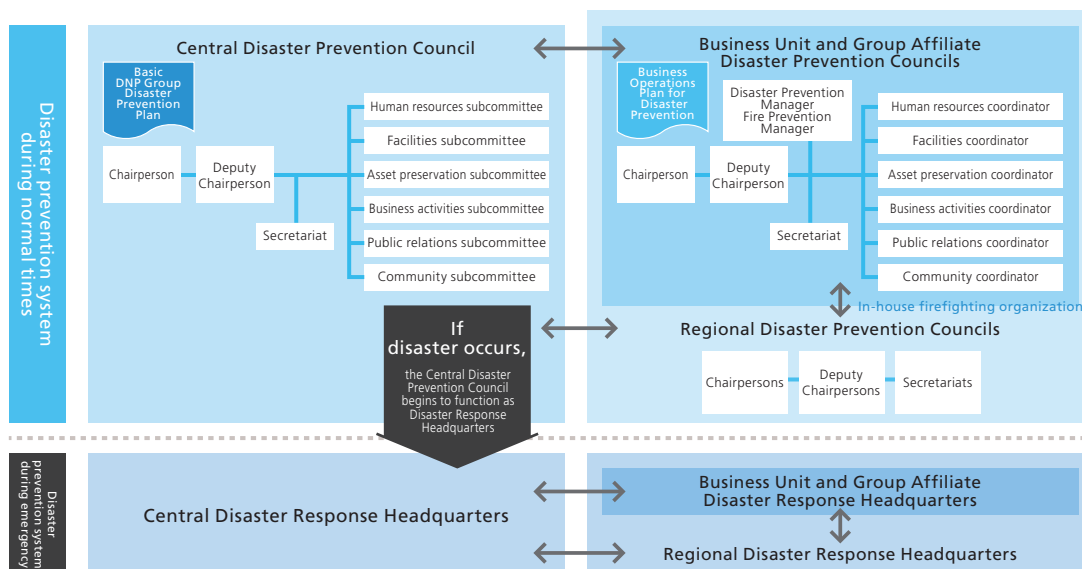 Disaster prevention system
during normal times
Central Disaster Prevention Council
Basic
DNP Group
Disaster
Prevention
Plan
Chairperson
Deputy
Chairperson
Secretariat
Human resources subcommittee
Facilities subcommittee
Asset preservation subcommittee
Business activities subcommittee
Public relations subcommittee
Community subcommittee
Business Unit and Group Affiliate
Disaster Prevention Councils
Business
Operations
Plan for
Disaster
Prevention
Disaster Prevention
Manager
Fire Prevention
Manager
Chairperson
Deputy
Chairperson
Secretariat
Human resources coordinator
Facilities coordinator
Asset preservation coordinator
Business activities coordinator
Public relations coordinator
Community coordinator
In-house firefighting organization
Regional Disaster Prevention Councils
Chairpersons
Deputy
Chairpersons
Secretariats
If
disaster occurs,
the Central Disaster
Prevention Council
begins to function as
Disaster Response
Headquarters
Disaster
prevention system
during emergency
Central Disaster Response Headquarters
Business Unit and Group Affiliate
Disaster Response Headquarters
Regional Disaster Response Headquarters